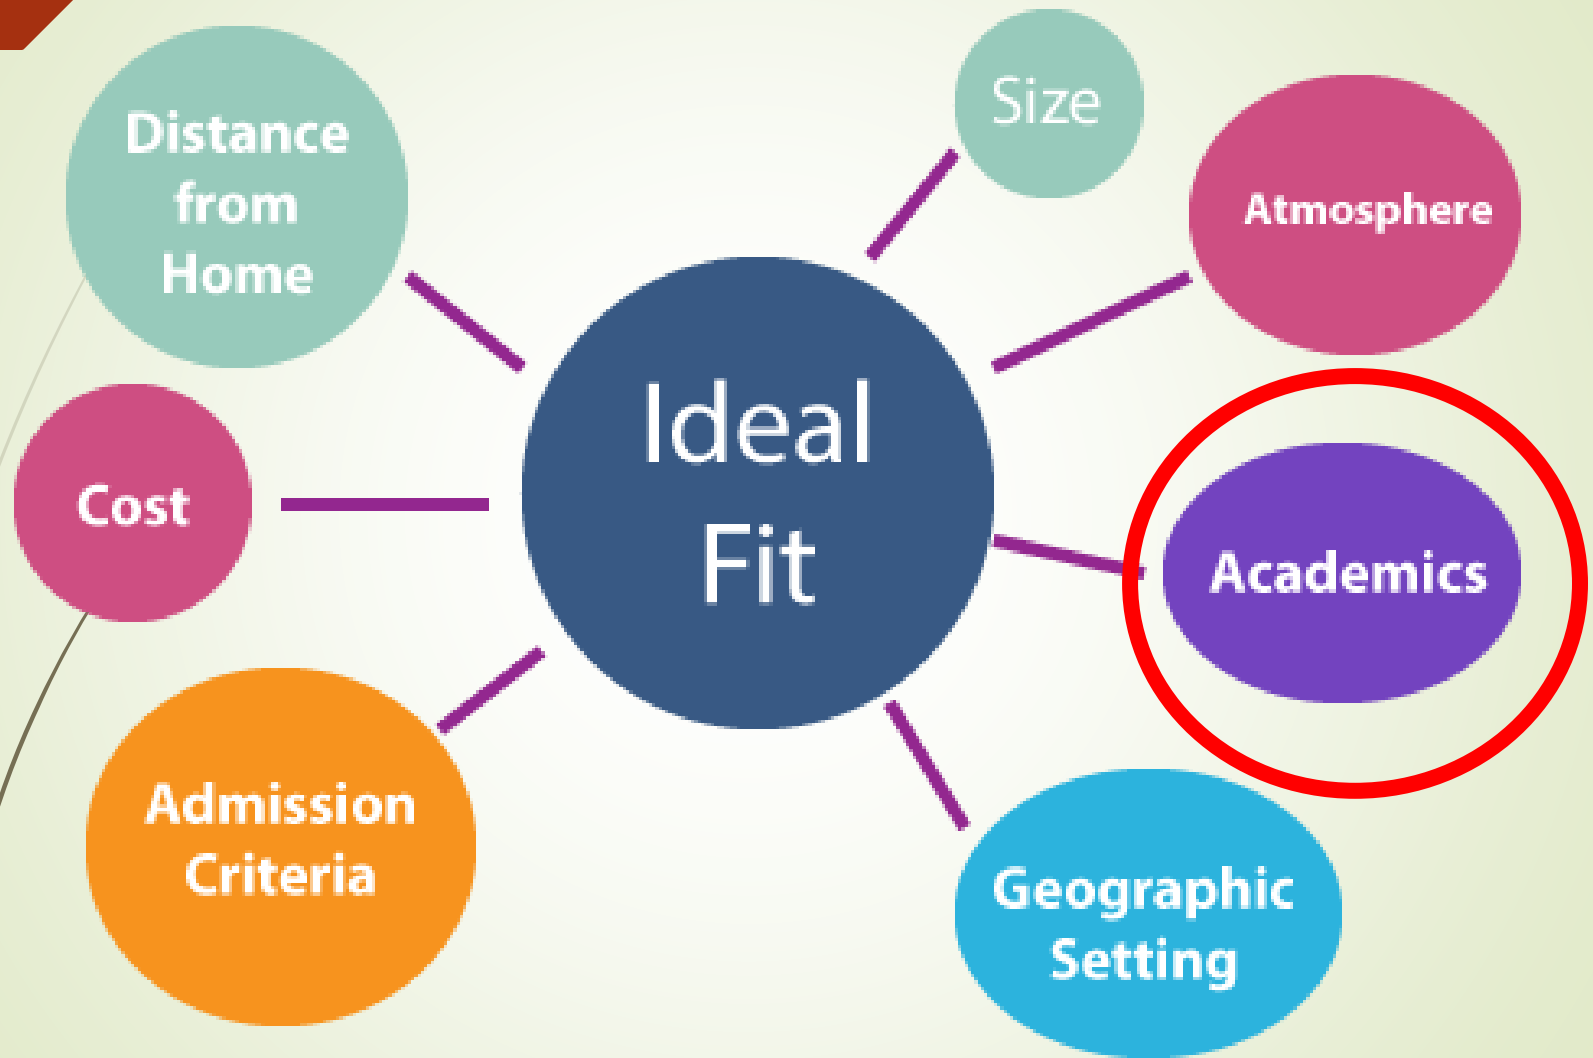 Distance
from
Home
Size
Atmosphere
Ideal
Fit
Cost
Academics
Admission
Criteria
Geographic
Setting